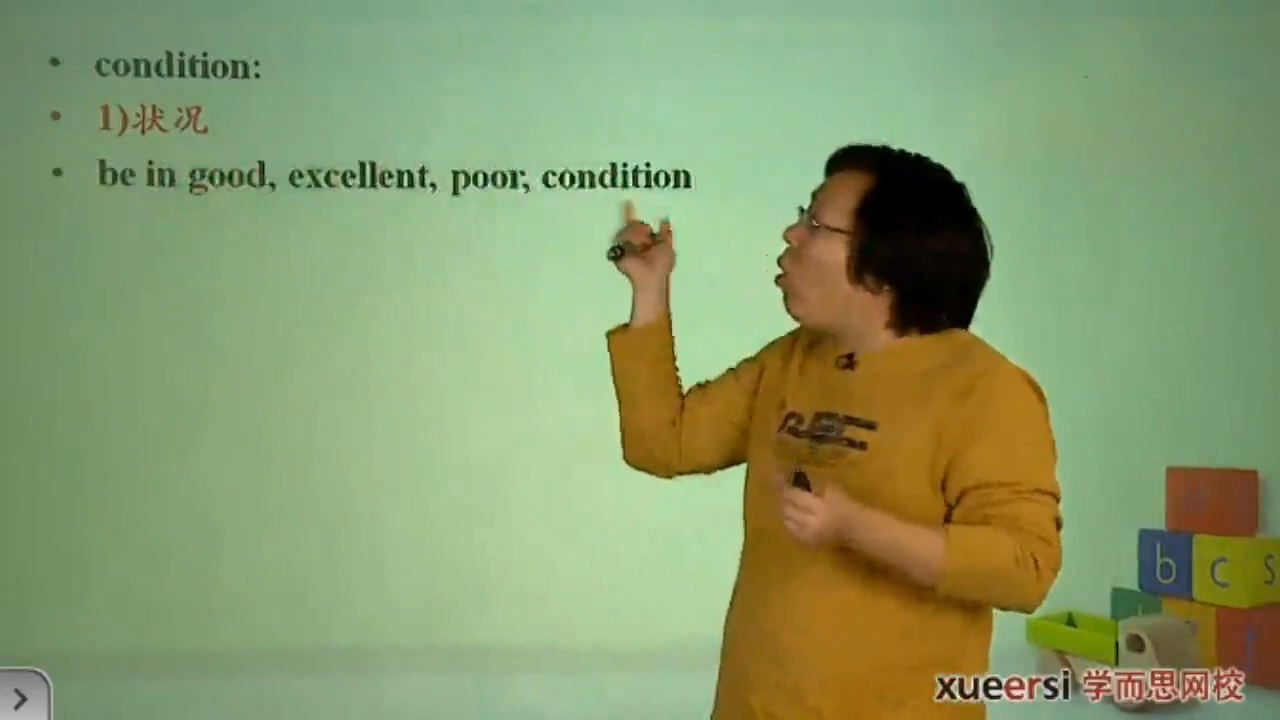 condition:
1)状况
be in good, excellent, poor, condition
b
c
s
f
xueersi 学而思网校